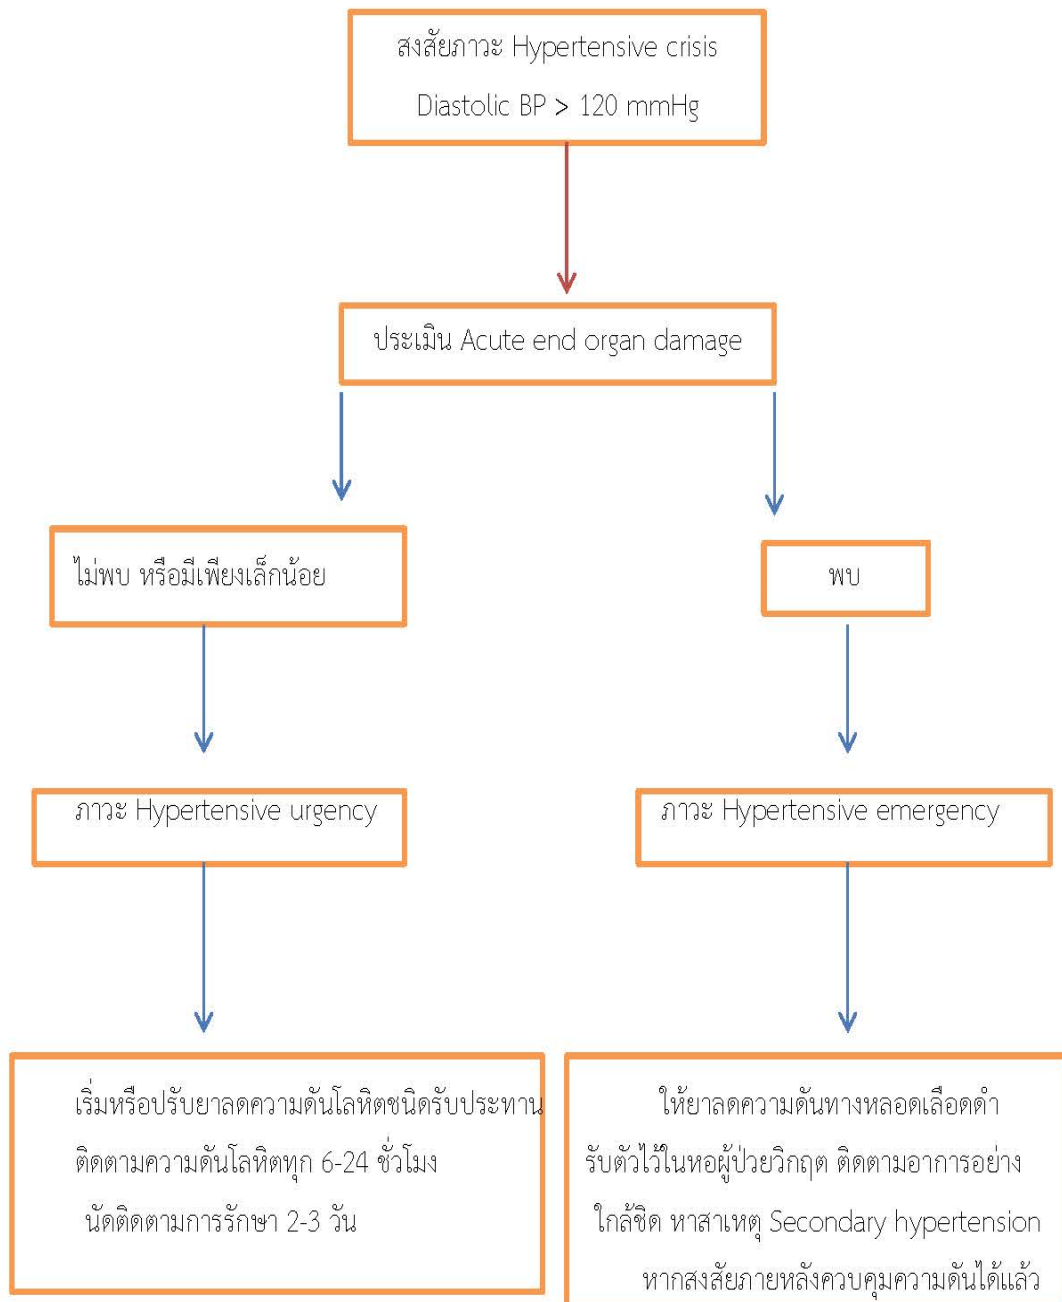 สงสัยภาวะ Hypertensive crisis
Diastolic BP > 120 mmHg
ประเมิน Acute end organ damage
ไม่พบ หรือมีเพียงเล็กน้อย
พบ
ภาวะ Hypertensive urgency
ภาวะ Hypertensive emergency
เริ่มหรือปรับยาลดความดันโลหิตชนิดรับประทาน
ติดตามความดันโลหิตทุก 6-24 ชั่วโมง
นัดติดตามการรักษา 2-3 วัน
ให้ยาลดความดันทางหลอดเลือดดำ
รับตัวไว้ในหอผู้ป่วยวิกฤต ติดตามอาการอย่าง
ใกล้ชิด หาสาเหตุ Secondary hypertension
หากสงสัยภายหลังควบคุมความดันได้แล้ว